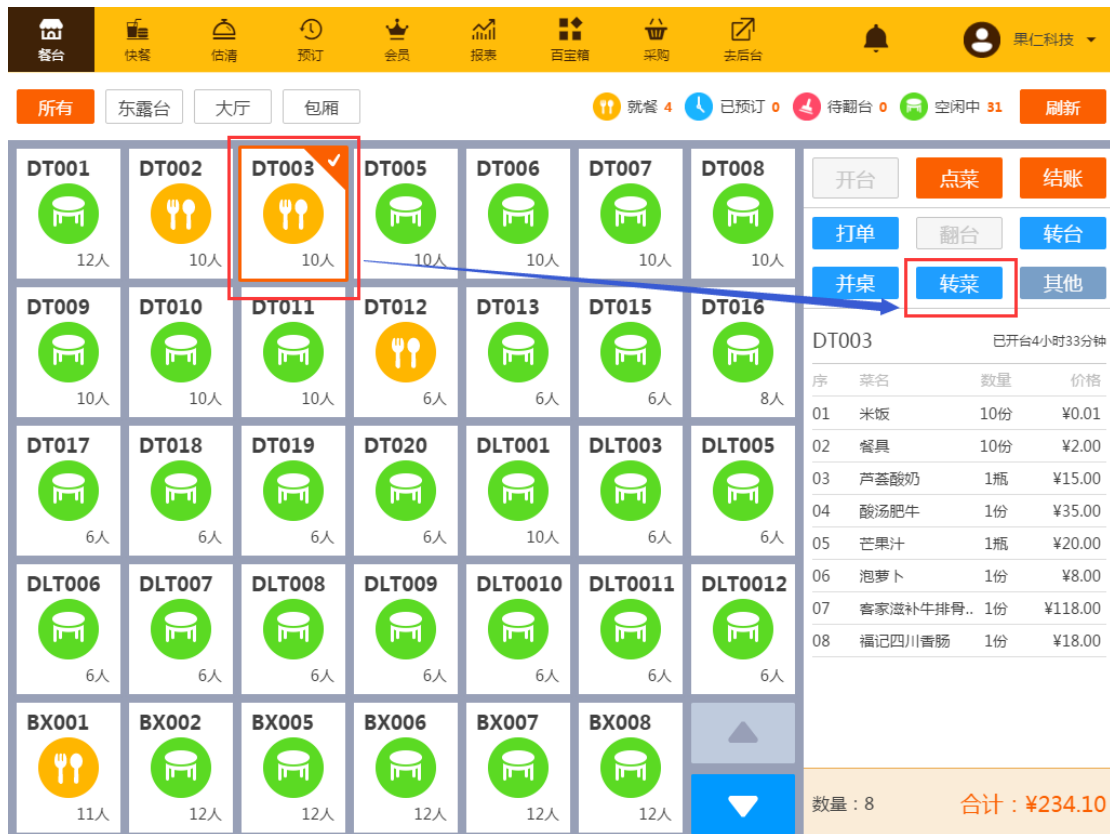 餐台 快餐 估清 预订 会员 报表 百宝箱 采购 去后台 果仁科技
所有 东露台 大厅 包厢 就餐 4 已预订 0 待翻台 0 空闲中 31 刷新
DT001 DT002 DT003 DT005 DT006 DT007 DT008
12人 10人 10人 10人 10人 10人 10人
DT009 DT010 DT011 DT012 DT013 DT015 DT016
10人 10人 10人 6人 6人 6人 8人
DT017 DT018 DT019 DT020 DLT001 DLT003 DLT005
6人 6人 6人 6人 10人 6人 6人
DLT006 DLT007 DLT008 DLT009 DLT0010 DLT0011 DLT0012
6人 6人 6人 6人 6人 6人 6人
BX001 BX002 BX005 BX006 BX007 BX008
11人 12人 12人 12人 12人 12人
开台 点菜 结账
打单 翻台 转台
并桌 转菜 其他
DT003 已开台4小时33分钟
序 菜名 数量 价格
01 米饭 10份 ¥0.01
02 餐具 10份 ¥2.00
03 芦荟酸奶 1瓶 ¥15.00
04 酸汤肥牛 1份 ¥35.00
05 芒果汁 1瓶 ¥20.00
06 泡萝卜 1份 ¥8.00
07 客家滋补牛排骨.. 1份 ¥118.00
08 福记四川香肠 1份 ¥18.00
数量：8 合计：¥234.10